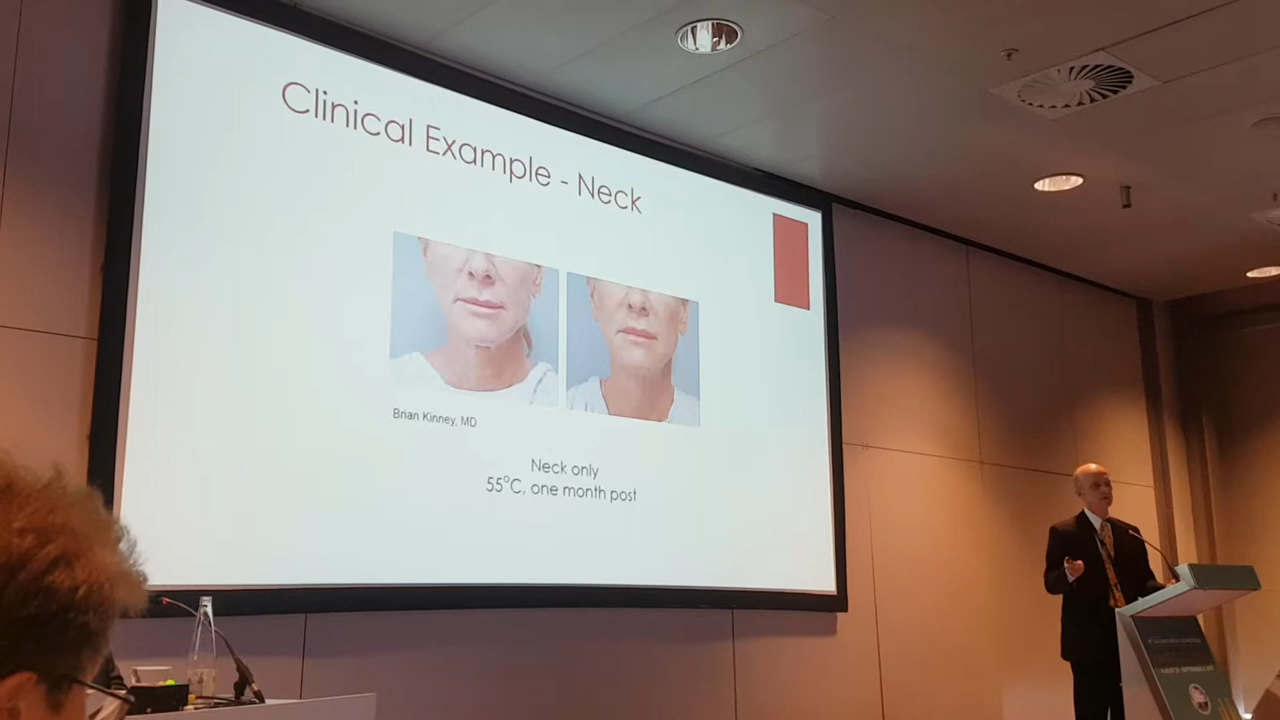 Clinical Example - Neck
Brian Kinney, MD
Neck only
55°C, one month post